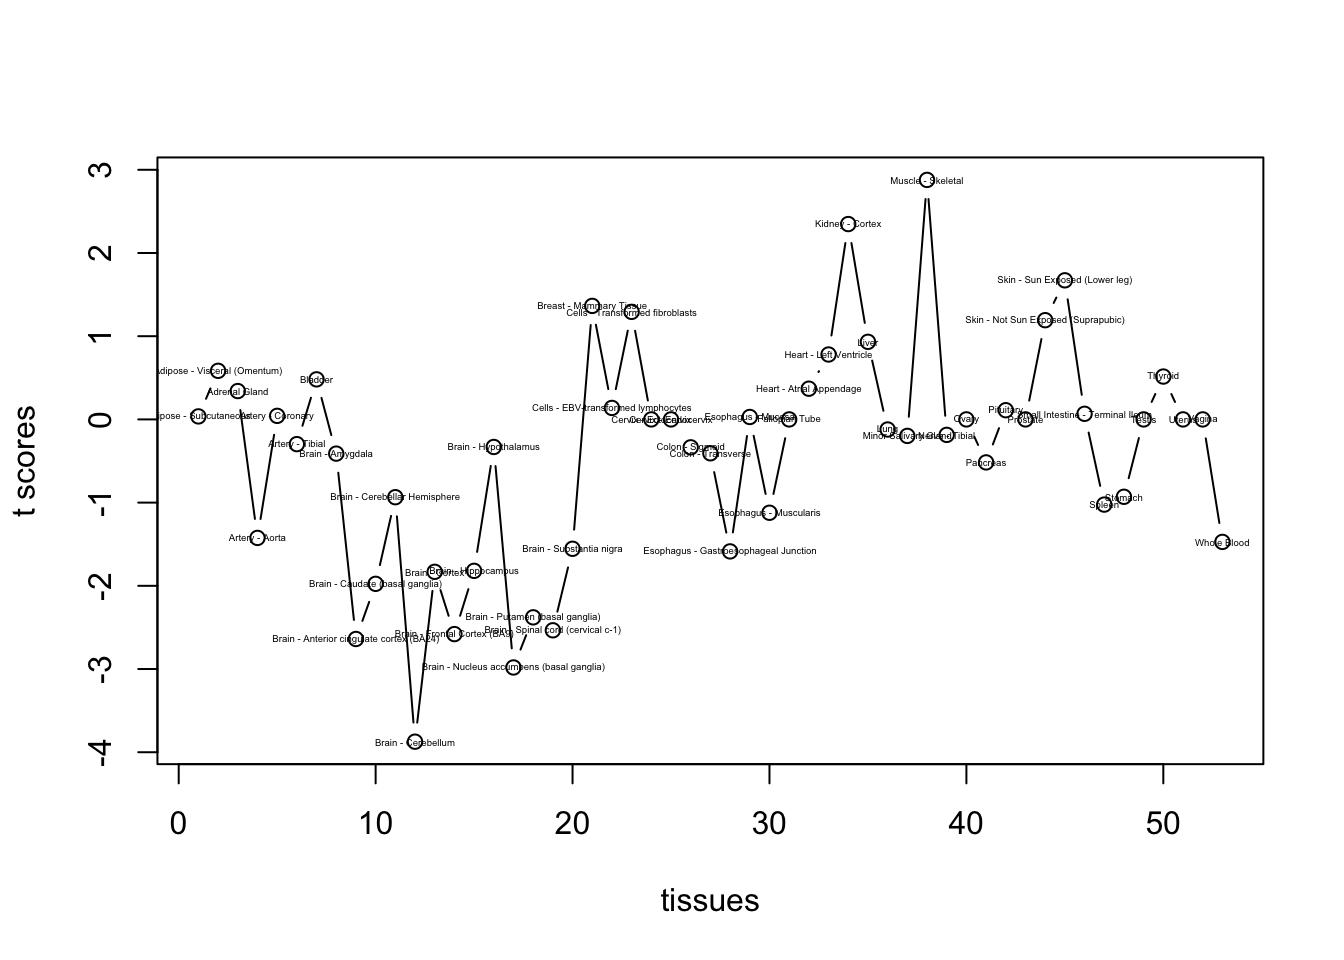 3
2
1
0
-1
-2
-3
-4
t scores
Muscle - Skeletal
Kidney - Cortex
Skin - Sun Exposed (Lower leg)
Breast - Mammary Tissue
Cells - Transformed fibroblasts
Skin - Not Sun Exposed (Suprapubic)
Liver
Heart - Left Ventricle
Adipose - Visceral (Omentum)
Thyroid
Bladder
Adrenal Gland
Heart - Atrial Appendage
Cells - EBV-transformed lymphocytes
Pituitary
Small Intestine - Terminal Ileum
Artery - Coronary
Esophagus - Mucosa
Fallopian Tube
Ovary
Prostate
Testis
Vagina
Lung
Minor Salivary Gland
Artery - Tibial
Colon - Sigmoid
Brain - Hypothalamus
Brain - Amygdala
Colon - Transverse
Pancreas
Brain - Cerebellar Hemisphere
Stomach
Spleen
Esophagus - Muscularis
Artery - Aorta
Whole Blood
Brain - Substantia nigra
Esophagus - Gastroesophageal Junction
Brain - Cortex
Brain - Hippocampus
Brain - Caudate (basal ganglia)
Brain - Putamen (basal ganglia)
Brain - Spinal cord (cervical c-1)
Brain - Anterior cingulate cortex (BA24)
Brain - Frontal Cortex (BA9)
Brain - Nucleus accumbens (basal ganglia)
Brain - Cerebellum
0 10 20 30 40 50
tissues